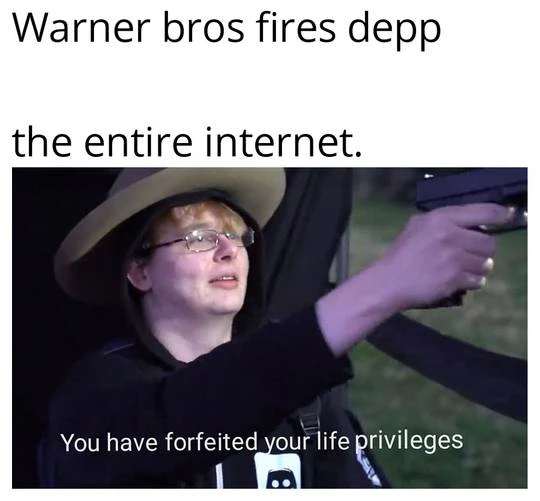 Warner bros fires depp
the entire internet.
You have forfeited your life privileges